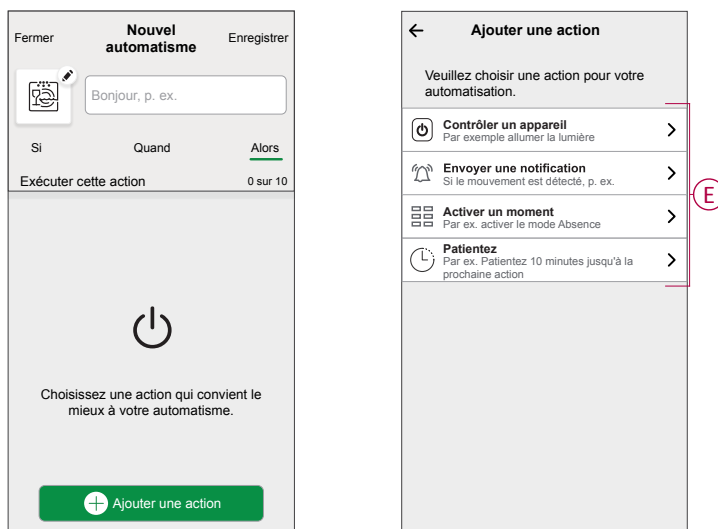 Fermer
Nouvel
automatisme
Enregistrer
Bonjour, p. ex.
Si
Quand
Alors
Exécuter cette action
0 sur 10
Choisissez une action qui convient le
mieux à votre automatisme.
Ajouter une action
Ajouter une action
Veuillez choisir une action pour votre
automatisation.
Contrôler un appareil
Par exemple allumer la lumière
Envoyer une notification
Si le mouvement est détecté, p. ex.
Activer un moment
Par ex. activer le mode Absence
Patientez
Par ex. Patientez 10 minutes jusqu'à la
prochaine action
E